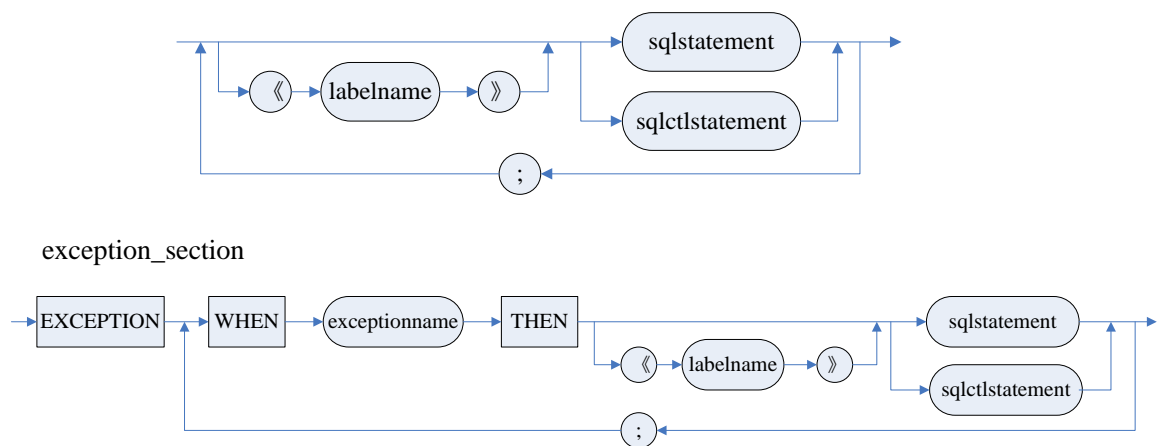 sqlstatement
《 labelname 》
sqlctlstatement
;
exception_section
EXCEPTION WHEN exceptionname THEN sqlstatement
《 labelname 》
sqlctlstatement
;